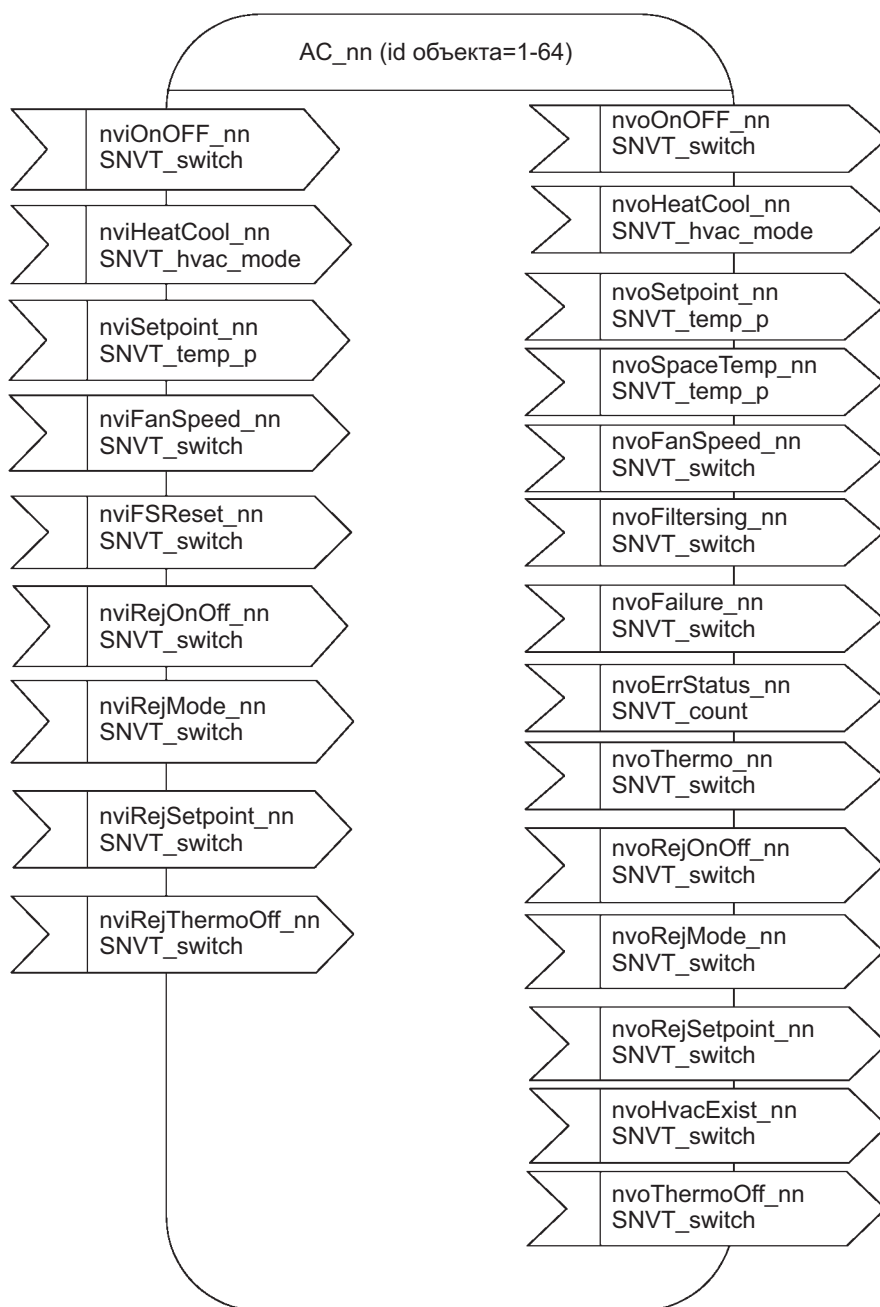 AC_nn (id объекта=1-64)
nviOnOFF_nn
SNVT_switch
nviHeatCool_nn
SNVT_hvac_mode
nviSetpoint_nn
SNVT_temp_p
nviFanSpeed_nn
SNVT_switch
nviFSReset_nn
SNVT_switch
nviRejOnOff_nn
SNVT_switch
nviRejMode_nn
SNVT_switch
nviRejSetpoint_nn
SNVT_switch
nviRejThermoOff_nn
SNVT_switch
nvoOnOFF_nn
SNVT_switch
nvoHeatCool_nn
SNVT_hvac_mode
nvoSetpoint_nn
SNVT_temp_p
nvoSpaceTemp_nn
SNVT_temp_p
nvoFanSpeed_nn
SNVT_switch
nvoFiltersing_nn
SNVT_switch
nvoFailure_nn
SNVT_switch
nvoErrStatus_nn
SNVT_count
nvoThermo_nn
SNVT_switch
nvoRejOnOff_nn
SNVT_switch
nvoRejMode_nn
SNVT_switch
nvoRejSetpoint_nn
SNVT_switch
nvoHvacExist_nn
SNVT_switch
nvoThermoOff_nn
SNVT_switch